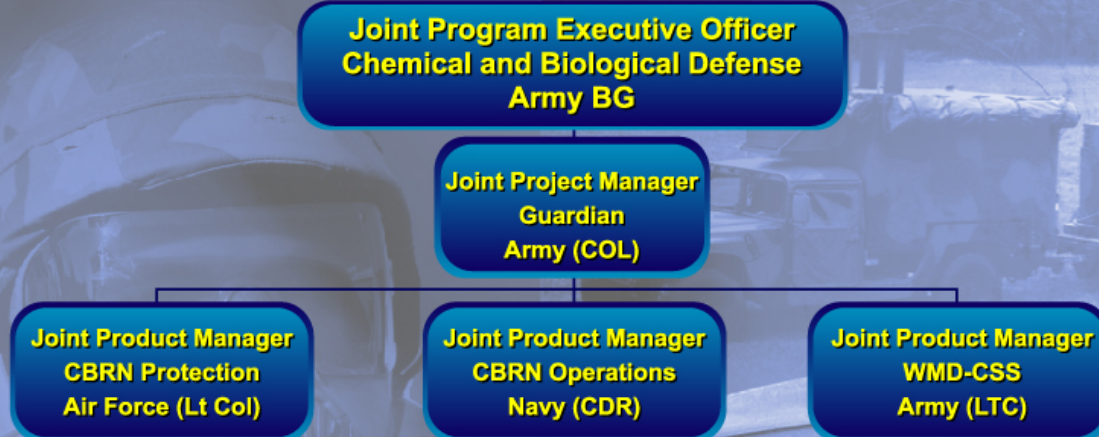 Joint Program Executive Officer
Chemical and Biological Defense
Army BG
Joint Project Manager
Guardian
Army (COL)
Joint Product Manager
CBRN Protection
Air Force (Lt Col)
Joint Product Manager
CBRN Operations
Navy (CDR)
Joint Product Manager
WMD-CSS
Army (LTC)